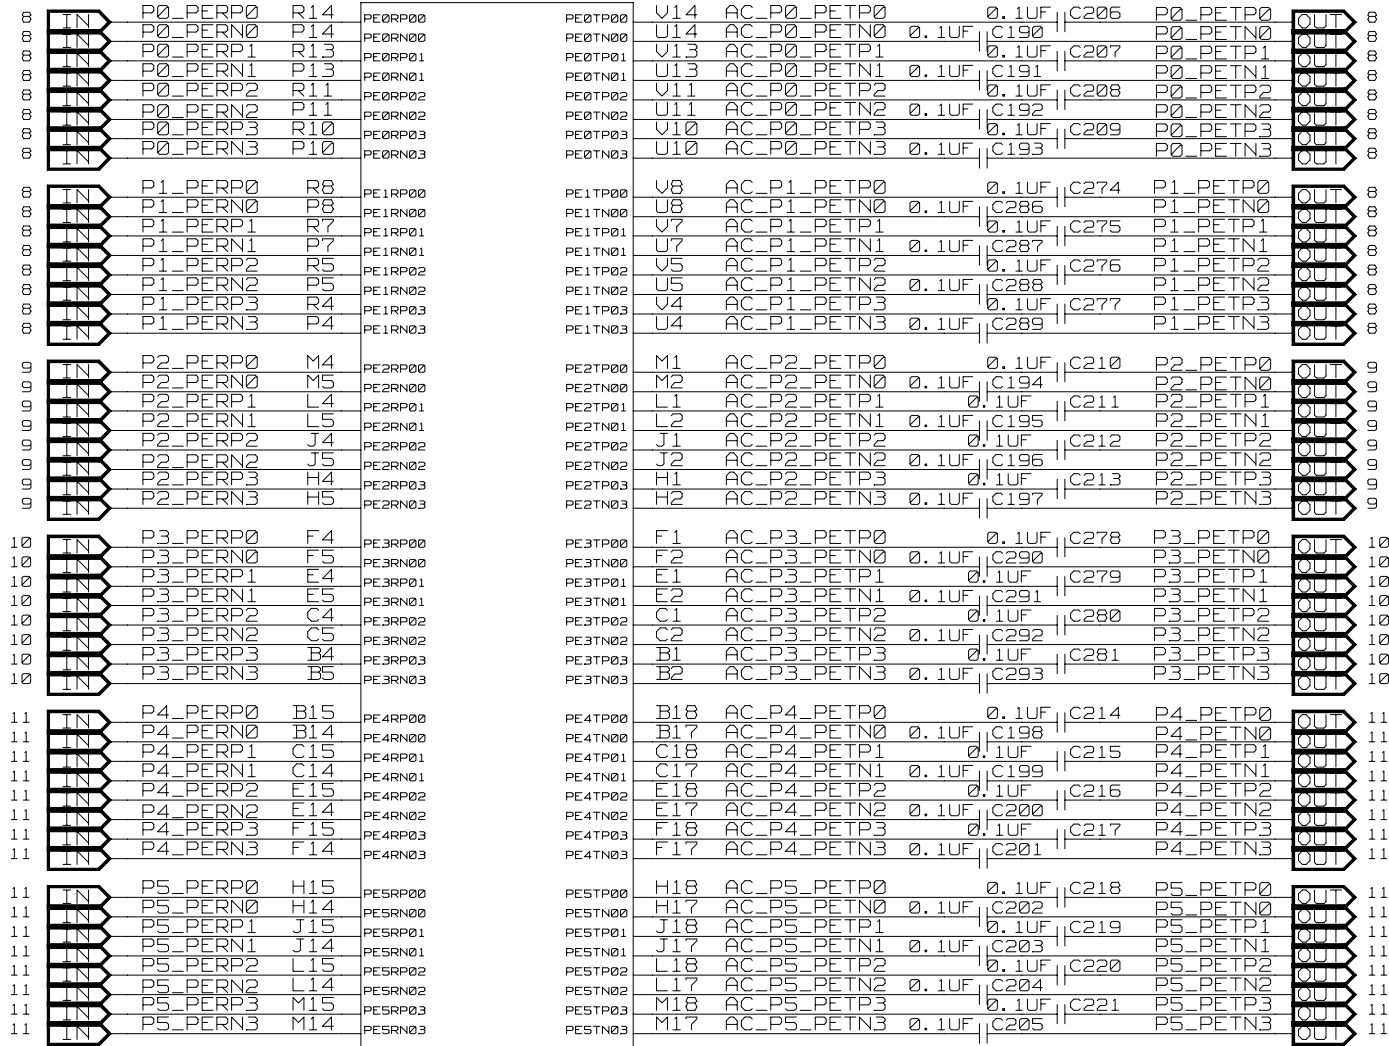 8 IN P0_PERP0 R14 PE0RP00 PE0TP00 V14 AC_P0_PETP0 0.1UF C206 P0_PETP0 OUT 8
8 IN P0_PERN0 P14 PE0RN00 PE0TN00 U14 AC_P0_PETN0 0.1UF C190 P0_PETN0 OUT 8
8 IN P0_PERP1 R13 PE0RP01 PE0TP01 V13 AC_P0_PETP1 0.1UF C207 P0_PETP1 OUT 8
8 IN P0_PERN1 P13 PE0RN01 PE0TN01 U13 AC_P0_PETN1 0.1UF C191 P0_PETN1 OUT 8
8 IN P0_PERP2 R11 PE0RP02 PE0TP02 V11 AC_P0_PETP2 0.1UF C208 P0_PETP2 OUT 8
8 IN P0_PERN2 P11 PE0RN02 PE0TN02 U11 AC_P0_PETN2 0.1UF C192 P0_PETN2 OUT 8
8 IN P0_PERP3 R10 PE0RP03 PE0TP03 V10 AC_P0_PETP3 0.1UF C209 P0_PETP3 OUT 8
8 IN P0_PERN3 P10 PE0RN03 PE0TN03 U10 AC_P0_PETN3 0.1UF C193 P0_PETN3 OUT 8
8 IN P1_PERP0 R8 PE1RP00 PE1TP00 V8 AC_P1_PETP0 0.1UF C274 P1_PETP0 OUT 8
8 IN P1_PERN0 P8 PE1RN00 PE1TN00 U8 AC_P1_PETN0 0.1UF C286 P1_PETN0 OUT 8
8 IN P1_PERP1 R7 PE1RP01 PE1TP01 V7 AC_P1_PETP1 0.1UF C275 P1_PETP1 OUT 8
8 IN P1_PERN1 P7 PE1RN01 PE1TN01 U7 AC_P1_PETN1 0.1UF C287 P1_PETN1 OUT 8
8 IN P1_PERP2 R5 PE1RP02 PE1TP02 V5 AC_P1_PETP2 0.1UF C276 P1_PETP2 OUT 8
8 IN P1_PERN2 P5 PE1RN02 PE1TN02 U5 AC_P1_PETN2 0.1UF C288 P1_PETN2 OUT 8
8 IN P1_PERP3 R4 PE1RP03 PE1TP03 V4 AC_P1_PETP3 0.1UF C277 P1_PETP3 OUT 8
8 IN P1_PERN3 P4 PE1RN03 PE1TN03 U4 AC_P1_PETN3 0.1UF C289 P1_PETN3 OUT 8
9 IN P2_PERP0 M4 PE2RP00 PE2TP00 M1 AC_P2_PETP0 0.1UF C210 P2_PETP0 OUT 9
9 IN P2_PERN0 M5 PE2RN00 PE2TN00 M2 AC_P2_PETN0 0.1UF C194 P2_PETN0 OUT 9
9 IN P2_PERP1 L4 PE2RP01 PE2TP01 L1 AC_P2_PETP1 0.1UF C211 P2_PETP1 OUT 9
9 IN P2_PERN1 L5 PE2RN01 PE2TN01 L2 AC_P2_PETN1 0.1UF C195 P2_PETN1 OUT 9
9 IN P2_PERP2 J4 PE2RP02 PE2TP02 J1 AC_P2_PETP2 0.1UF C212 P2_PETP2 OUT 9
9 IN P2_PERN2 J5 PE2RN02 PE2TN02 J2 AC_P2_PETN2 0.1UF C196 P2_PETN2 OUT 9
9 IN P2_PERP3 H4 PE2RP03 PE2TP03 H1 AC_P2_PETP3 0.1UF C213 P2_PETP3 OUT 9
9 IN P2_PERN3 H5 PE2RN03 PE2TN03 H2 AC_P2_PETN3 0.1UF C197 P2_PETN3 OUT 9
10 IN P3_PERP0 F4 PE3RP00 PE3TP00 F1 AC_P3_PETP0 0.1UF C278 P3_PETP0 OUT 10
10 IN P3_PERN0 F5 PE3RN00 PE3TN00 F2 AC_P3_PETN0 0.1UF C290 P3_PETN0 OUT 10
10 IN P3_PERP1 E4 PE3RP01 PE3TP01 E1 AC_P3_PETP1 0.1UF C279 P3_PETP1 OUT 10
10 IN P3_PERN1 E5 PE3RN01 PE3TN01 E2 AC_P3_PETN1 0.1UF C291 P3_PETN1 OUT 10
10 IN P3_PERP2 C4 PE3RP02 PE3TP02 C1 AC_P3_PETP2 0.1UF C280 P3_PETP2 OUT 10
10 IN P3_PERN2 C5 PE3RN02 PE3TN02 C2 AC_P3_PETN2 0.1UF C292 P3_PETN2 OUT 10
10 IN P3_PERP3 B4 PE3RP03 PE3TP03 B1 AC_P3_PETP3 0.1UF C281 P3_PETP3 OUT 10
10 IN P3_PERN3 B5 PE3RN03 PE3TN03 B2 AC_P3_PETN3 0.1UF C293 P3_PETN3 OUT 10
11 IN P4_PERP0 B15 PE4RP00 PE4TP00 B18 AC_P4_PETP0 0.1UF C214 P4_PETP0 OUT 11
11 IN P4_PERN0 B14 PE4RN00 PE4TN00 B17 AC_P4_PETN0 0.1UF C198 P4_PETN0 OUT 11
11 IN P4_PERP1 C15 PE4RP01 PE4TP01 C18 AC_P4_PETP1 0.1UF C215 P4_PETP1 OUT 11
11 IN P4_PERN1 C14 PE4RN01 PE4TN01 C17 AC_P4_PETN1 0.1UF C199 P4_PETN1 OUT 11
11 IN P4_PERP2 E15 PE4RP02 PE4TP02 E18 AC_P4_PETP2 0.1UF C216 P4_PETP2 OUT 11
11 IN P4_PERN2 E14 PE4RN02 PE4TN02 E17 AC_P4_PETN2 0.1UF C200 P4_PETN2 OUT 11
11 IN P4_PERP3 F15 PE4RP03 PE4TP03 F18 AC_P4_PETP3 0.1UF C217 P4_PETP3 OUT 11
11 IN P4_PERN3 F14 PE4RN03 PE4TN03 F17 AC_P4_PETN3 0.1UF C201 P4_PETN3 OUT 11
11 IN P5_PERP0 H15 PE5RP00 PE5TP00 H18 AC_P5_PETP0 0.1UF C218 P5_PETP0 OUT 11
11 IN P5_PERN0 H14 PE5RN00 PE5TN00 H17 AC_P5_PETN0 0.1UF C202 P5_PETN0 OUT 11
11 IN P5_PERP1 J15 PE5RP01 PE5TP01 J18 AC_P5_PETP1 0.1UF C219 P5_PETP1 OUT 11
11 IN P5_PERN1 J14 PE5RN01 PE5TN01 J17 AC_P5_PETN1 0.1UF C203 P5_PETN1 OUT 11
11 IN P5_PERP2 L15 PE5RP02 PE5TP02 L18 AC_P5_PETP2 0.1UF C220 P5_PETP2 OUT 11
11 IN P5_PERN2 L14 PE5RN02 PE5TN02 L17 AC_P5_PETN2 0.1UF C204 P5_PETN2 OUT 11
11 IN P5_PERP3 M15 PE5RP03 PE5TP03 M18 AC_P5_PETP3 0.1UF C221 P5_PETP3 OUT 11
11 IN P5_PERN3 M14 PE5RN03 PE5TN03 M17 AC_P5_PETN3 0.1UF C205 P5_PETN3 OUT 11